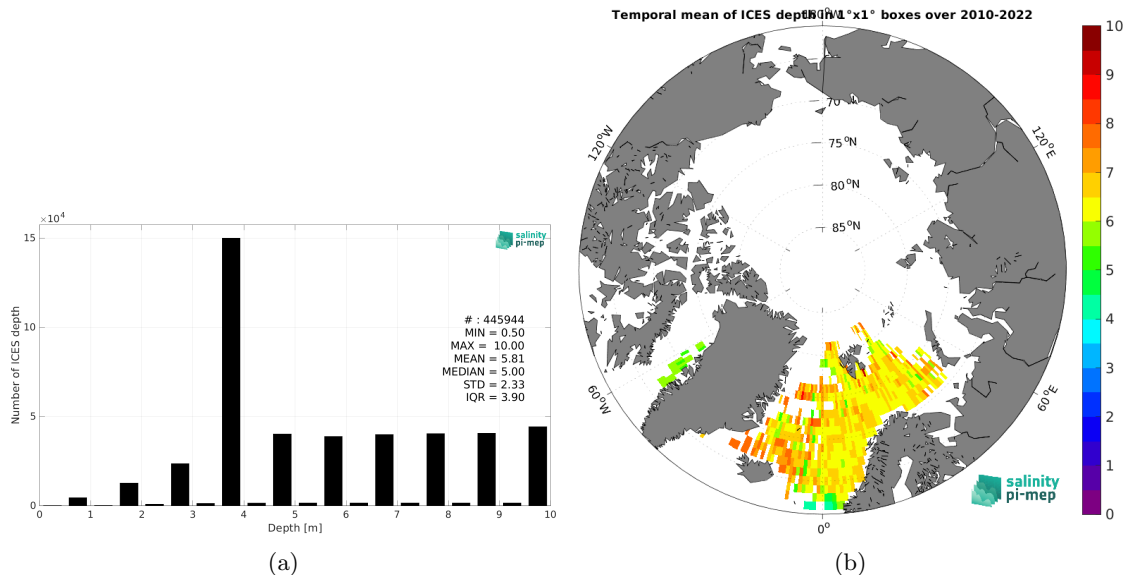 ×10⁴
15
10
5
0
Number of ICES depth
salinity
pi-mep
# : 445944
MIN = 0.50
MAX = 10.00
MEAN = 5.81
MEDIAN = 5.00
STD = 2.33
IQR = 3.90
0 1 2 3 4 5 6 7 8 9 10
Depth [m]
(a)
Temporal mean of ICES depth in 1°x1° boxes over 2010-2022
120°W
120°E
75°N
80°N
85°N
60°W
60°E
0°
salinity
pi-mep
10
9
8
7
6
5
4
3
2
1
0
(b)